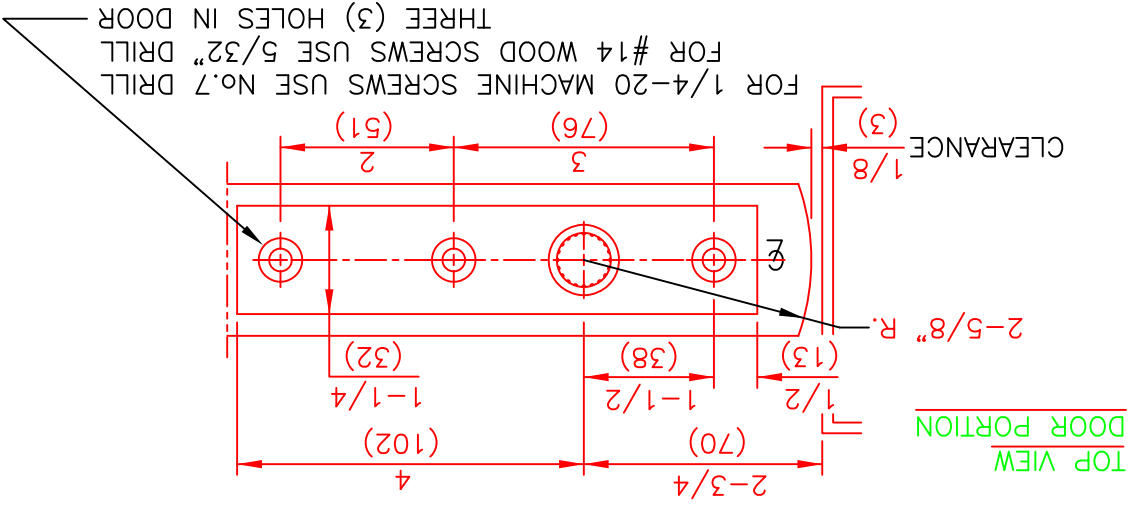 TOP VIEW
DOOR PORTION
2-3/4
(70)
4
(102)
1/2
(13)
1-1/2
(38)
1-1/4
(32)
2-5/8" R.
℄
1/8
(3)
CLEARANCE
3
(76)
2
(51)
FOR 1/4-20 MACHINE SCREWS USE No.7 DRILL
FOR #14 WOOD SCREWS USE 5/32" DRILL
THREE (3) HOLES IN DOOR